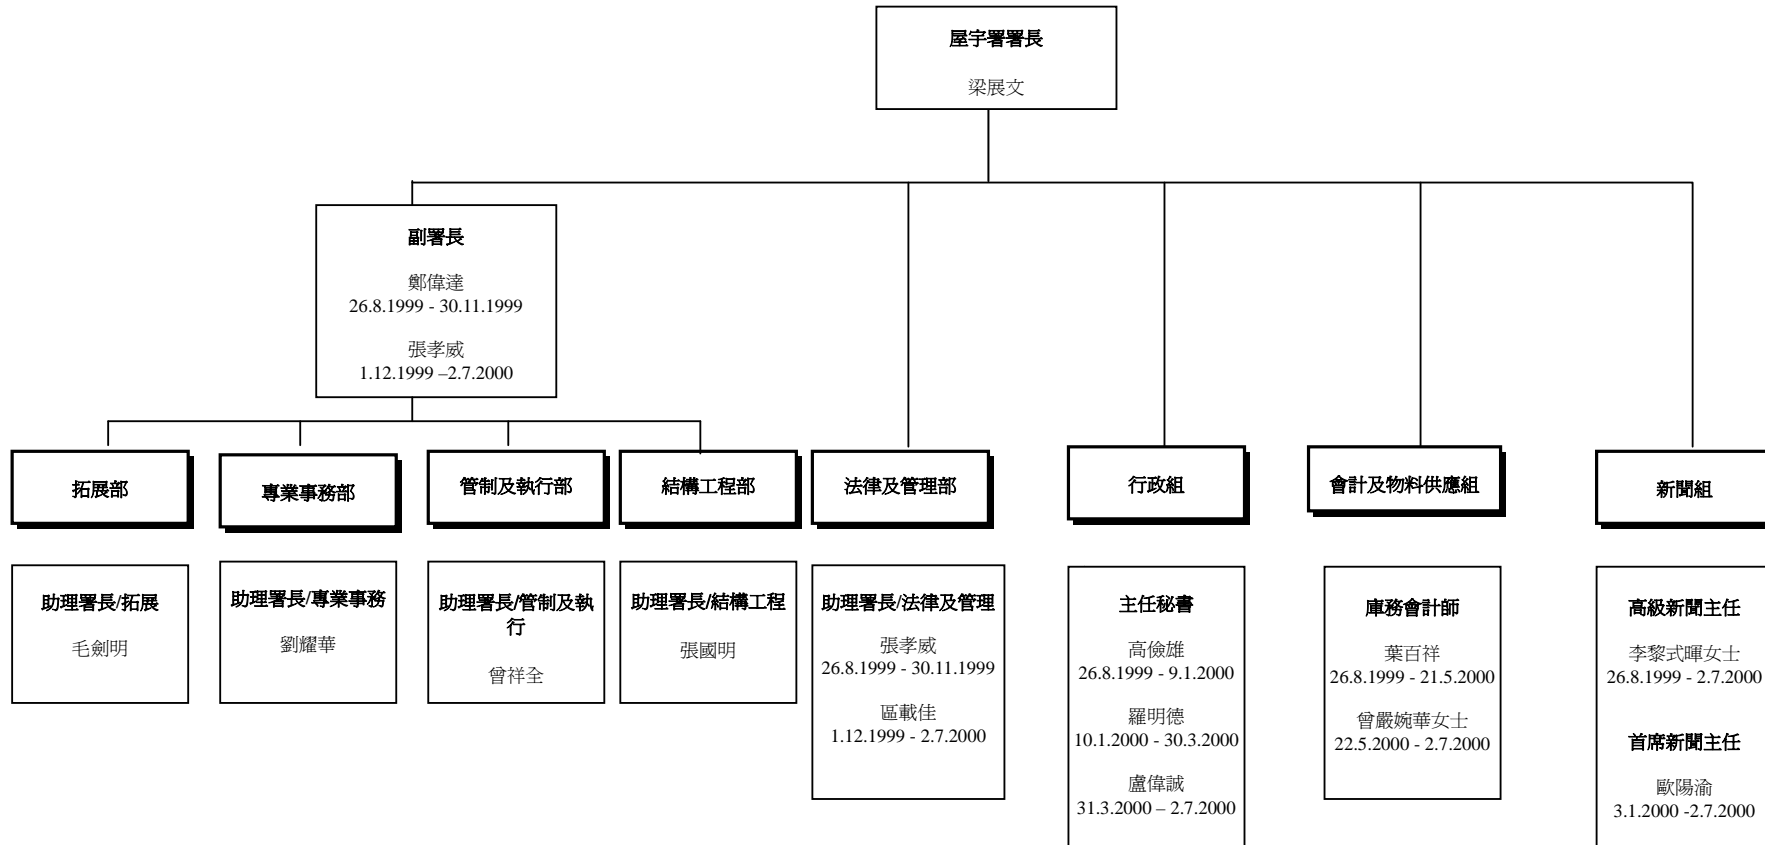 屋宇署署長
梁展文
副署長
鄭偉達
26.8.1999 - 30.11.1999
張孝威
1.12.1999 –2.7.2000
拓展部
專業事務部
管制及執行部
結構工程部
法律及管理部
行政組
會計及物料供應組
新聞組
助理署長/拓展
毛劍明
助理署長/專業事務
劉耀華
助理署長/管制及執
行
曾祥全
助理署長/結構工程
張國明
助理署長/法律及管理
張孝威
26.8.1999 - 30.11.1999
區載佳
1.12.1999 - 2.7.2000
主任秘書
高儉雄
26.8.1999 - 9.1.2000
羅明德
10.1.2000 - 30.3.2000
盧偉誠
31.3.2000 – 2.7.2000
庫務會計師
葉百祥
26.8.1999 - 21.5.2000
曾嚴婉華女士
22.5.2000 - 2.7.2000
高級新聞主任
李黎式暉女士
26.8.1999 - 2.7.2000
首席新聞主任
歐陽渝
3.1.2000 -2.7.2000